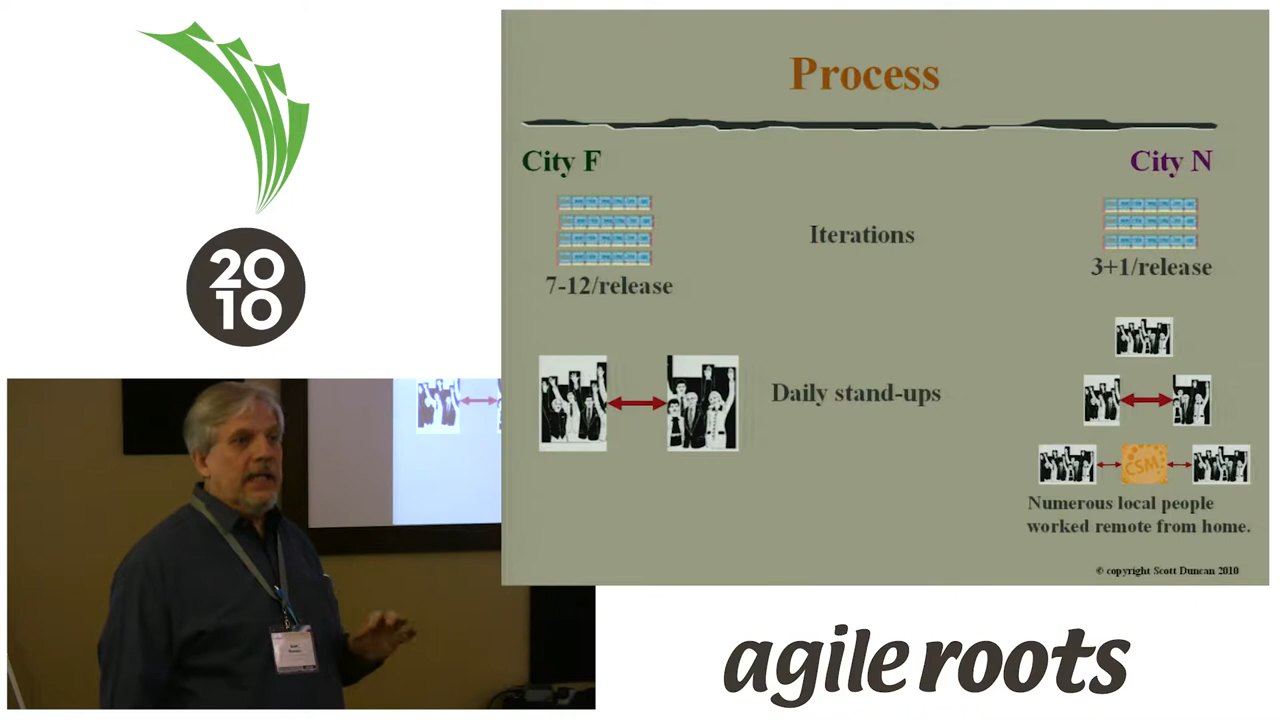 20
10
Process
City F
City N
Iterations
7-12/release
3+1/release
Daily stand-ups
CSM
Numerous local people
worked remote from home.
© copyright Scott Duncan 2010
agile roots